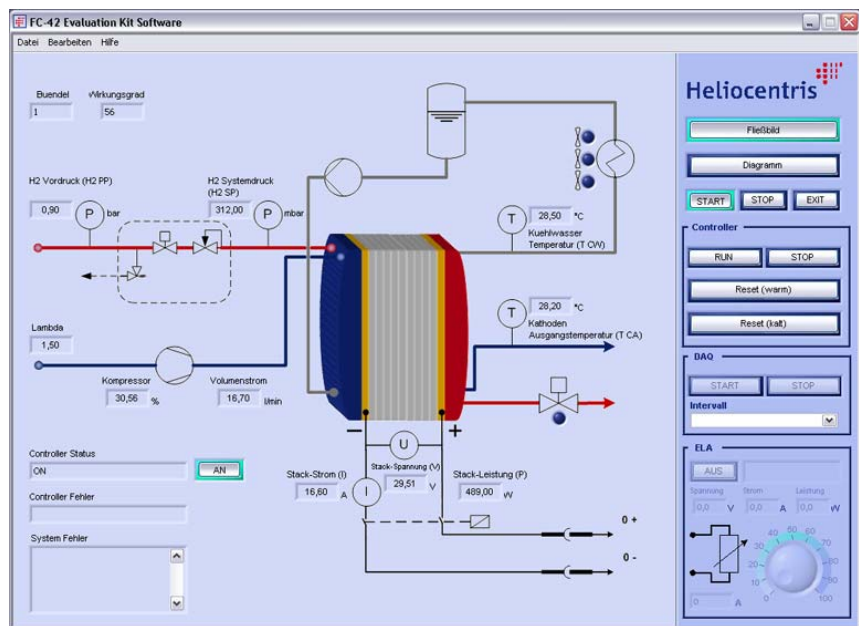 FC-42 Evaluation Kit Software
Datei Bearbeiten Hilfe
Buendel
1
Wirkungsgrad
56
H2 Vordruck (H2 PP)
0,90
P
bar
H2 Systemdruck
(H2 SP)
312,00
P
mbar
T
28,50 °C
Kuehlwasser
Temperatur (T CW)
T
28,20 °C
Kathoden
Ausgangstemperatur (T CA)
Lambda
1,50
Kompressor
30,56 %
Volumenstrom
16,70 l/min
−
+
U
Stack-Strom (I)
16,60 A
I
Stack-Spannung (V)
29,51 V
Stack-Leistung (P)
489,00 W
0 +
0 -
Controller Status
ON
AN
Controller Fehler
System Fehler
Heliocentris
Fließbild
Diagramm
START STOP EXIT
Controller
RUN STOP
Reset (warm)
Reset (kalt)
DAQ
START STOP
Intervall
ELA
AUS
Spannung Strom Leistung
0,0 V 0,0 A 0,0 W
0 10 20 30 40 50 60 70 80 90 100
0 A